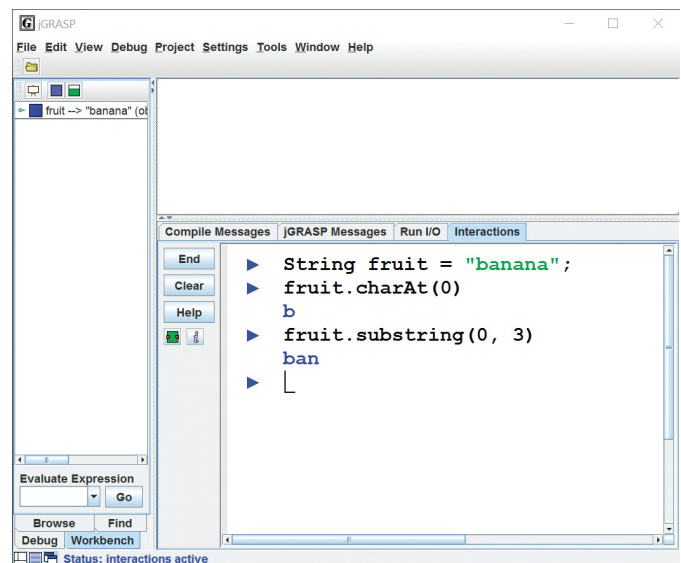 jGRASP
File Edit View Debug Project Settings Tools Window Help
fruit --> "banana" (ob
Compile Messages jGRASP Messages Run I/O Interactions
End
Clear
Help
String fruit = "banana";
fruit.charAt(0)
b
fruit.substring(0, 3)
ban
Evaluate Expression
Go
Browse Find
Debug Workbench
Status: interactions active